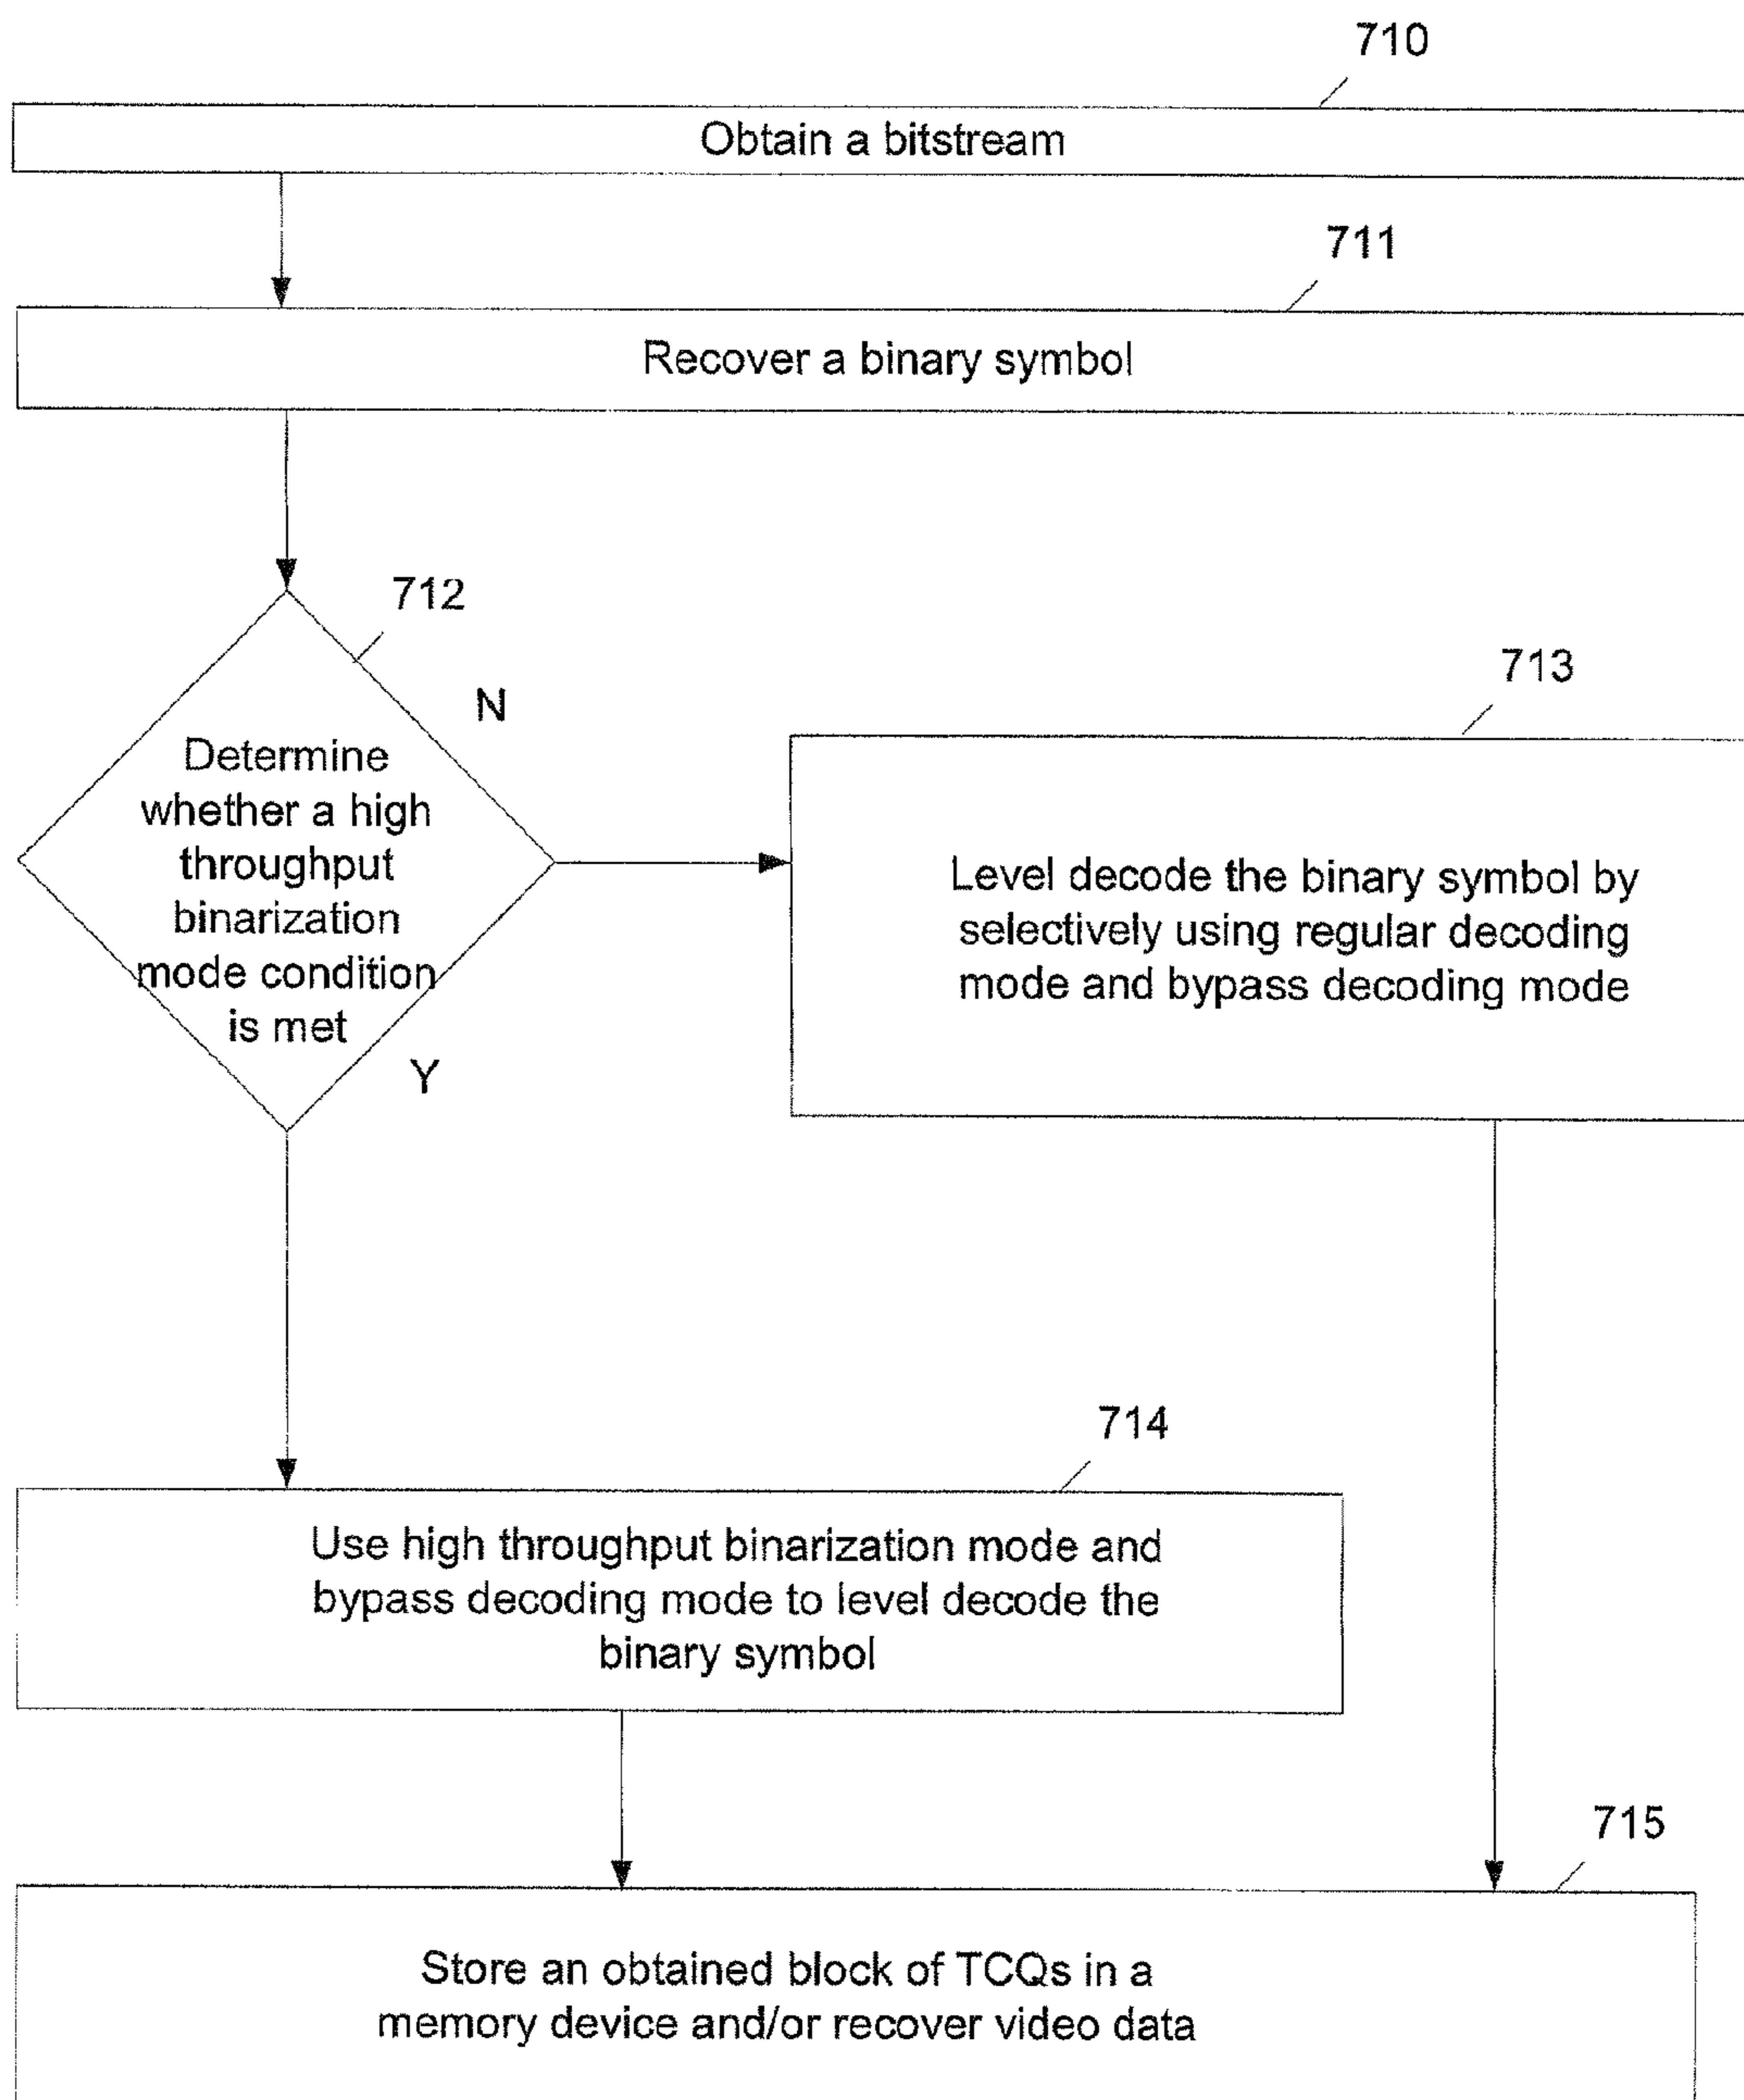 710
Obtain a bitstream
711
Recover a binary symbol
712
N
Determine
whether a high
throughput
binarization
mode condition
is met
Y
713
Level decode the binary symbol by
selectively using regular decoding
mode and bypass decoding mode
714
Use high throughput binarization mode and
bypass decoding mode to level decode the
binary symbol
715
Store an obtained block of TCQs in a
memory device and/or recover video data